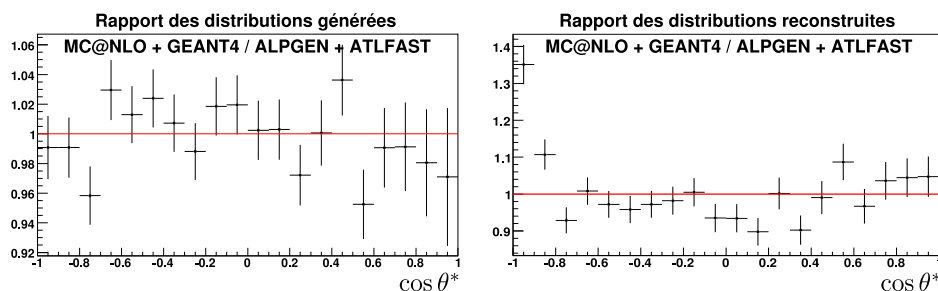 Rapport des distributions générées
MC@NLO + GEANT4 / ALPGEN + ATLFAST
1.06
1.04
1.02
1
0.98
0.96
0.94
0.92
-1 -0.8 -0.6 -0.4 -0.2 0 0.2 0.4 0.6 0.8 1
cos θ*
Rapport des distributions reconstruites
MC@NLO + GEANT4 / ALPGEN + ATLFAST
1.4
1.3
1.2
1.1
1
0.9
-1 -0.8 -0.6 -0.4 -0.2 0 0.2 0.4 0.6 0.8 1
cos θ*